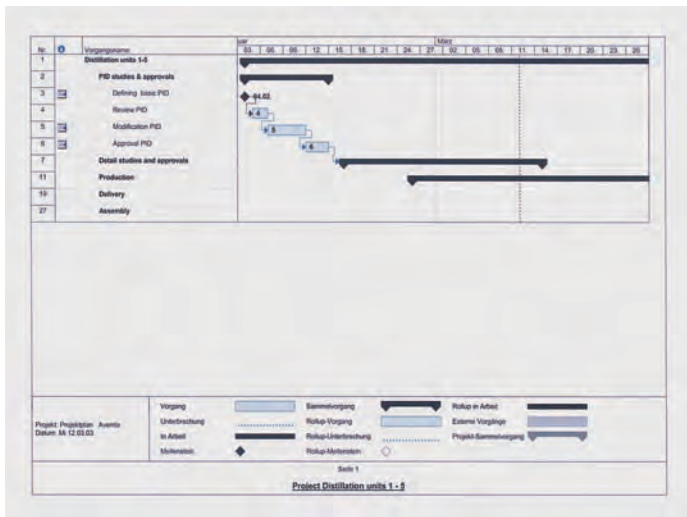 uar März
Nr. Vorgangsname 03. 06. 09. 12. 15. 18. 21. 24. 27. 02. 05. 08. 11. 14. 17. 20. 23. 26.
1 Distillation units 1-5
2 PID studies & approvals
3 Defining basic PID 04.02.
4 Review PID 4
5 Modification PID 5
6 Approval PID 6
7 Detail studies and approvals
11 Production
19 Delivery
27 Assembly
Projekt: Projektplan Aventis
Datum: Mi 12.03.03
Vorgang Sammelvorgang Rollup in Arbeit
Unterbrechung Rollup-Vorgang Externe Vorgänge
In Arbeit Rollup-Unterbrechung Projekt-Sammelvorgang
Meilenstein Rollup-Meilenstein
Seite 1
Project Distillation units 1 - 5